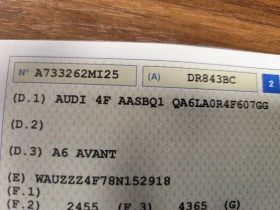 N° A733262MI25 (A) DR843BC 2
(D.1) AUDI 4F AASBQ1 QA6LA0R4F607GG
(D.2)
(D.3) A6 AVANT
(E) WAUZZZ4F78N152918
(F.1)
(F.2) 2455 (F.3) 4365 (G)